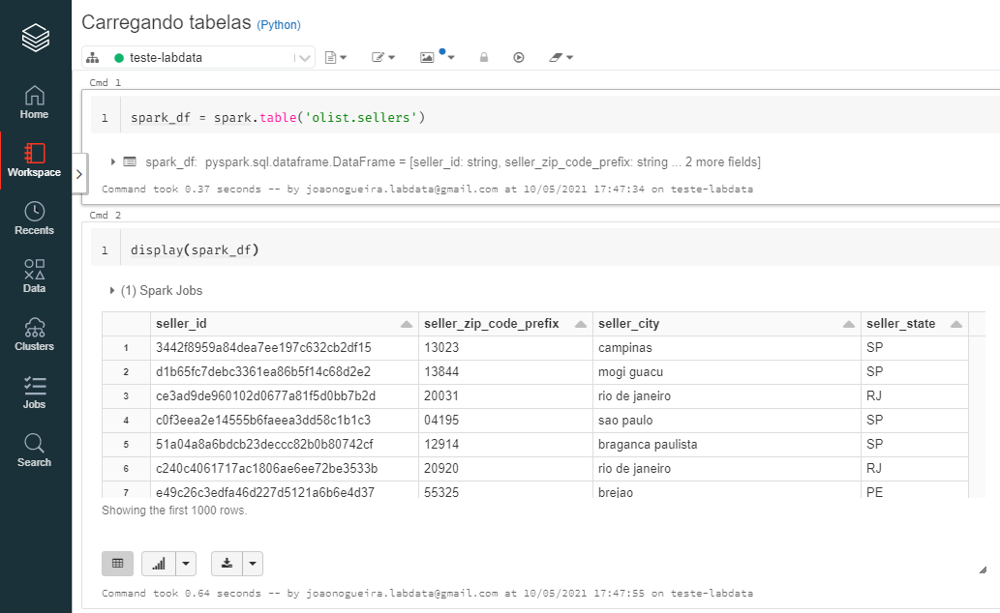 Carregando tabelas (Python)
teste-labdata
Home
Workspace
Recents
Data
Clusters
Jobs
Search
Cmd 1
1 spark_df = spark.table('olist.sellers')
spark_df: pyspark.sql.dataframe.DataFrame = [seller_id: string, seller_zip_code_prefix: string ... 2 more fields]
Command took 0.37 seconds -- by joaonogueira.labdata@gmail.com at 10/05/2021 17:47:34 on teste-labdata
Cmd 2
1 display(spark_df)
(1) Spark Jobs
seller_id seller_zip_code_prefix seller_city seller_state
1 3442f8959a84dea7ee197c632cb2df15 13023 campinas SP
2 d1b65fc7debc3361ea86b5f14c68d2e2 13844 mogi guacu SP
3 ce3ad9de960102d0677a81f5d0bb7b2d 20031 rio de janeiro RJ
4 c0f3eea2e14555b6faeea3dd58c1b1c3 04195 sao paulo SP
5 51a04a8a6bdcb23deccc82b0b80742cf 12914 braganca paulista SP
6 c240c4061717ac1806ae6ee72be3533b 20920 rio de janeiro RJ
7 e49c26c3edfa46d227d5121a6b6e4d37 55325 brejao PE
Showing the first 1000 rows.
Command took 0.64 seconds -- by joaonogueira.labdata@gmail.com at 10/05/2021 17:47:55 on teste-labdata